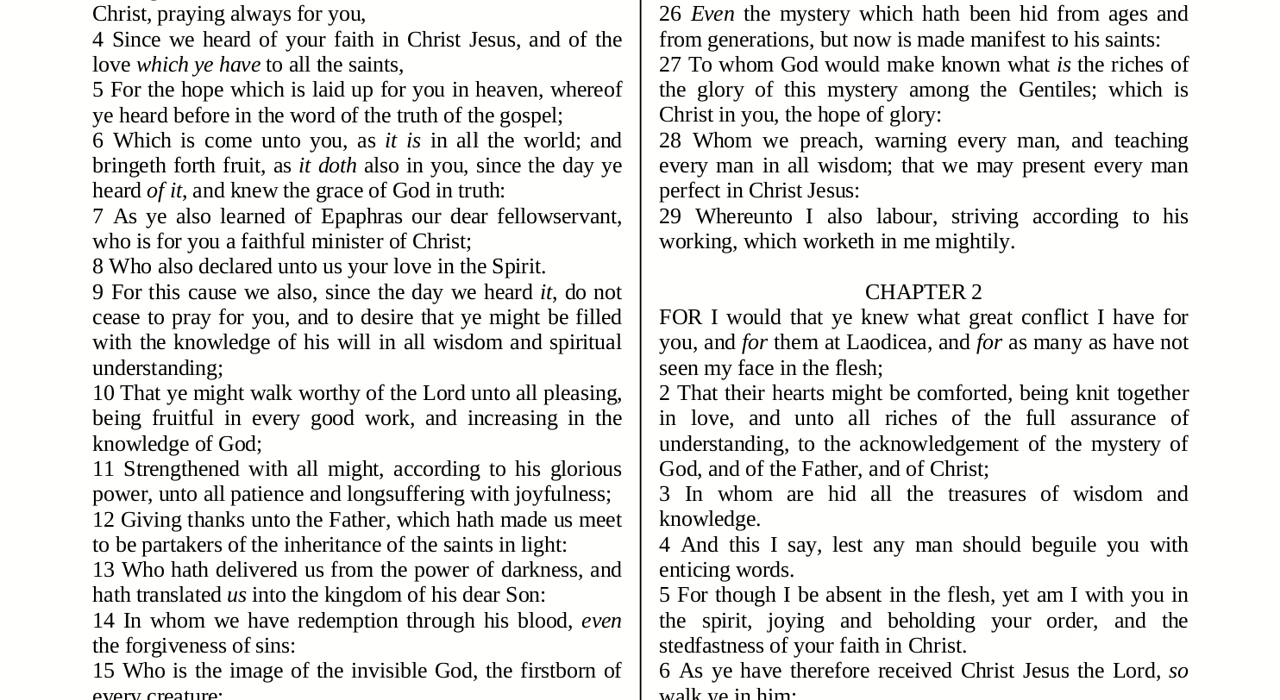 Christ, praying always for you,
4 Since we heard of your faith in Christ Jesus, and of the
love which ye have to all the saints,
5 For the hope which is laid up for you in heaven, whereof
ye heard before in the word of the truth of the gospel;
6 Which is come unto you, as it is in all the world; and
bringeth forth fruit, as it doth also in you, since the day ye
heard of it, and knew the grace of God in truth:
7 As ye also learned of Epaphras our dear fellowservant,
who is for you a faithful minister of Christ;
8 Who also declared unto us your love in the Spirit.
9 For this cause we also, since the day we heard it, do not
cease to pray for you, and to desire that ye might be filled
with the knowledge of his will in all wisdom and spiritual
understanding;
10 That ye might walk worthy of the Lord unto all pleasing,
being fruitful in every good work, and increasing in the
knowledge of God;
11 Strengthened with all might, according to his glorious
power, unto all patience and longsuffering with joyfulness;
12 Giving thanks unto the Father, which hath made us meet
to be partakers of the inheritance of the saints in light:
13 Who hath delivered us from the power of darkness, and
hath translated us into the kingdom of his dear Son:
14 In whom we have redemption through his blood, even
the forgiveness of sins:
15 Who is the image of the invisible God, the firstborn of
every creature:
26 Even the mystery which hath been hid from ages and
from generations, but now is made manifest to his saints:
27 To whom God would make known what is the riches of
the glory of this mystery among the Gentiles; which is
Christ in you, the hope of glory:
28 Whom we preach, warning every man, and teaching
every man in all wisdom; that we may present every man
perfect in Christ Jesus:
29 Whereunto I also labour, striving according to his
working, which worketh in me mightily.
CHAPTER 2
FOR I would that ye knew what great conflict I have for
you, and for them at Laodicea, and for as many as have not
seen my face in the flesh;
2 That their hearts might be comforted, being knit together
in love, and unto all riches of the full assurance of
understanding, to the acknowledgement of the mystery of
God, and of the Father, and of Christ;
3 In whom are hid all the treasures of wisdom and
knowledge.
4 And this I say, lest any man should beguile you with
enticing words.
5 For though I be absent in the flesh, yet am I with you in
the spirit, joying and beholding your order, and the
stedfastness of your faith in Christ.
6 As ye have therefore received Christ Jesus the Lord, so
walk ye in him: